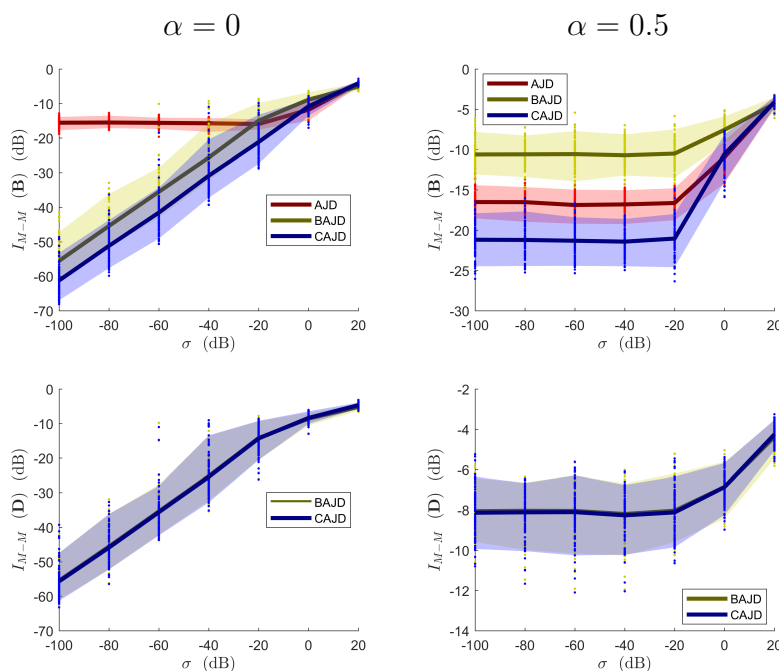 α = 0
α = 0.5
0
-10
-20
-30
-40
-50
-60
-70
I_{M−M} (B) (dB)
AJD
BAJD
CAJD
-100 -80 -60 -40 -20 0 20
σ (dB)
0
-5
-10
-15
-20
-25
-30
I_{M−M} (B) (dB)
AJD
BAJD
CAJD
-100 -80 -60 -40 -20 0 20
σ (dB)
0
-10
-20
-30
-40
-50
-60
-70
I_{M−M} (D) (dB)
BAJD
CAJD
-100 -80 -60 -40 -20 0 20
σ (dB)
-2
-4
-6
-8
-10
-12
-14
I_{M−M} (D) (dB)
BAJD
CAJD
-100 -80 -60 -40 -20 0 20
σ (dB)